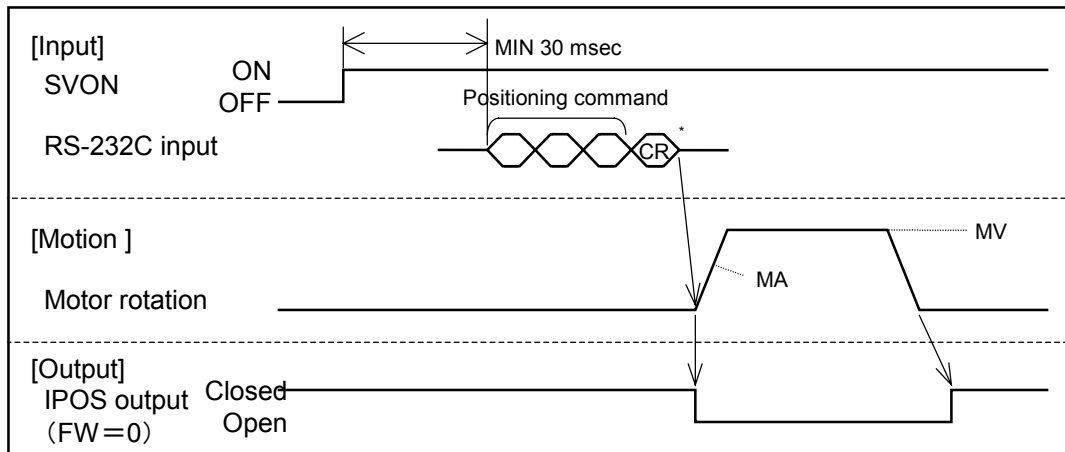 [Input]
MIN 30 msec
SVON ON
OFF
Positioning command
RS-232C input CR *
[Motion ]
MV
MA
Motor rotation
[Output]
IPOS output Closed
(FW＝0) Open